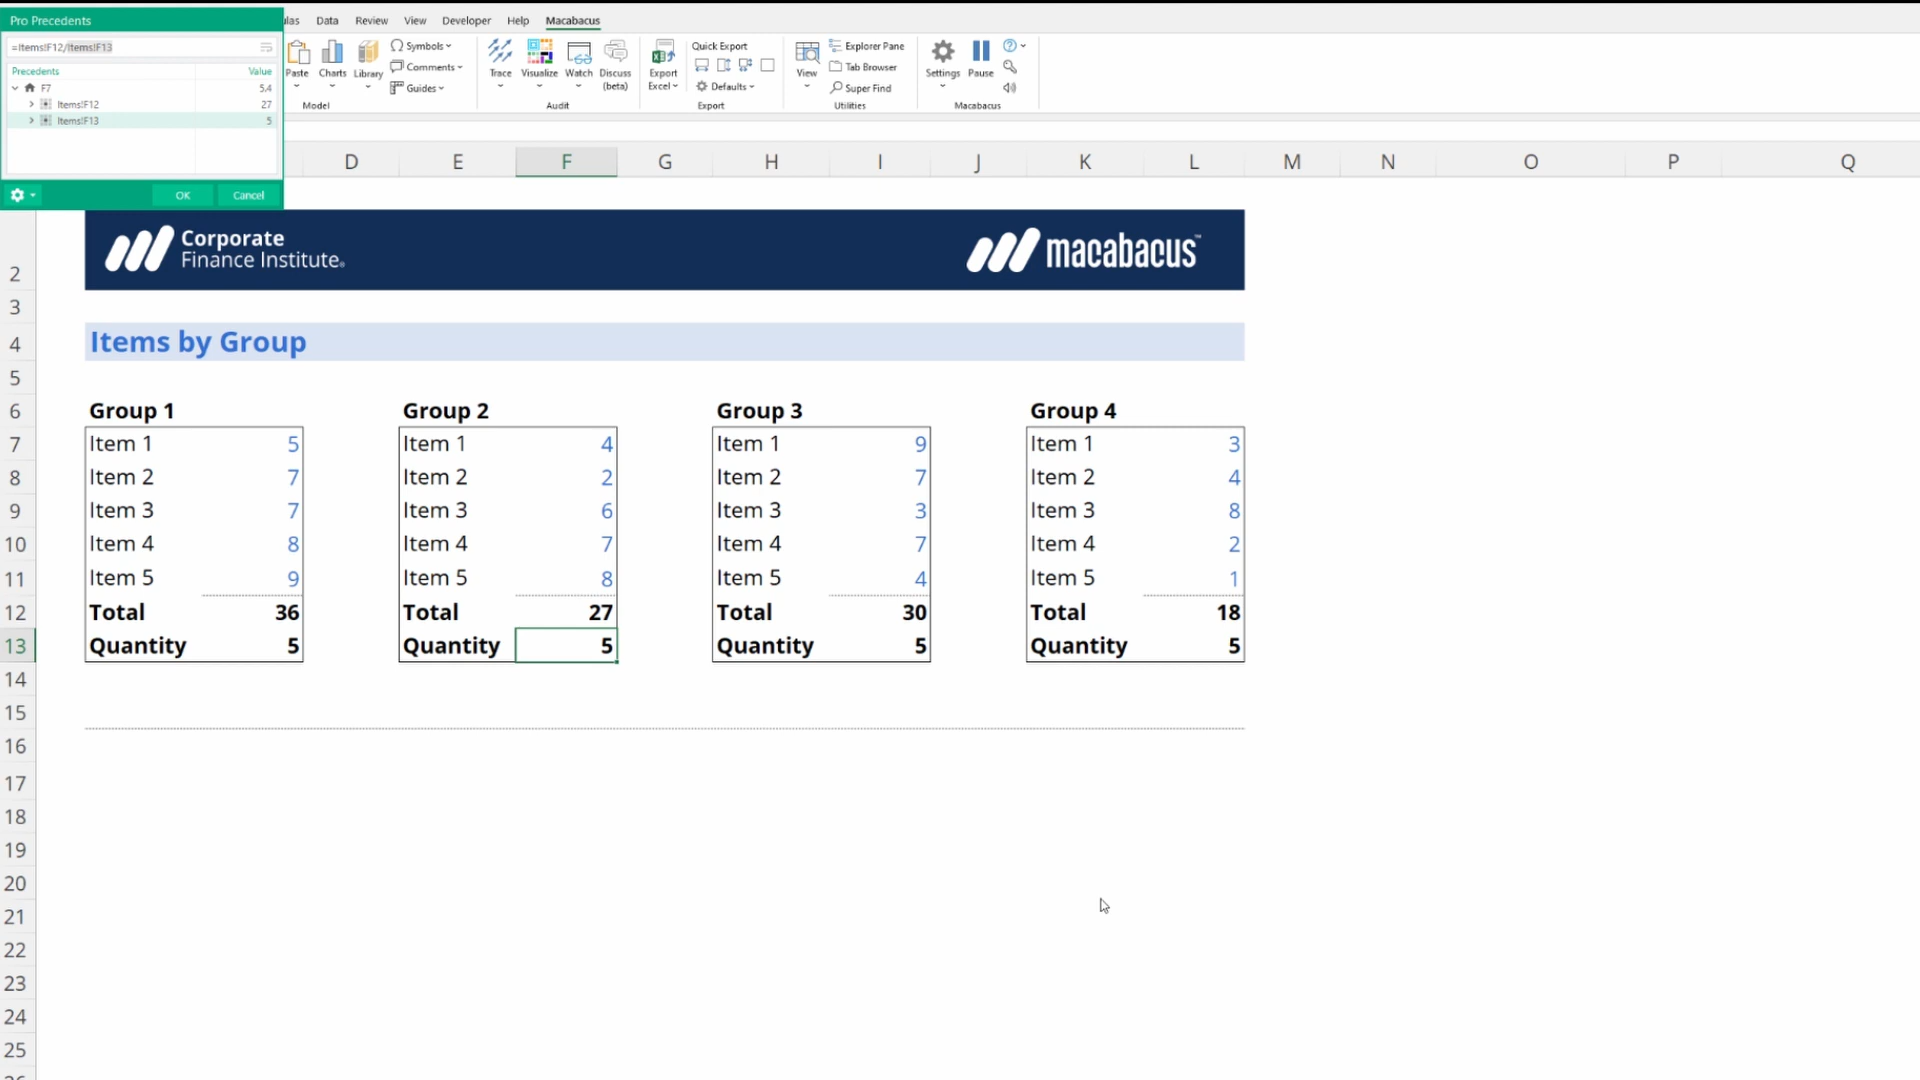 Pro Precedents
ulas Data Review View Developer Help Macabacus
=Items!F12/Items!F13
Precedents Value
F7 5.4
Items!F12 27
Items!F13 5
OK Cancel
Paste Charts Library Symbols Comments Guides
Model
Trace Visualize Watch Discuss (beta)
Audit
Export Excel Quick Export Defaults
Export
View Explorer Pane Tab Browser Super Find
Utilities
Settings Pause
Macabacus
D E F G H I J K L M N O P Q
Corporate
Finance Institute®
macabacus™
2
3
4 Items by Group
5
6 Group 1 Group 2 Group 3 Group 4
7 Item 1 5 Item 1 4 Item 1 9 Item 1 3
8 Item 2 7 Item 2 2 Item 2 7 Item 2 4
9 Item 3 7 Item 3 6 Item 3 3 Item 3 8
10 Item 4 8 Item 4 7 Item 4 7 Item 4 2
11 Item 5 9 Item 5 8 Item 5 4 Item 5 1
12 Total 36 Total 27 Total 30 Total 18
13 Quantity 5 Quantity 5 Quantity 5 Quantity 5
14
15
16
17
18
19
20
21
22
23
24
25